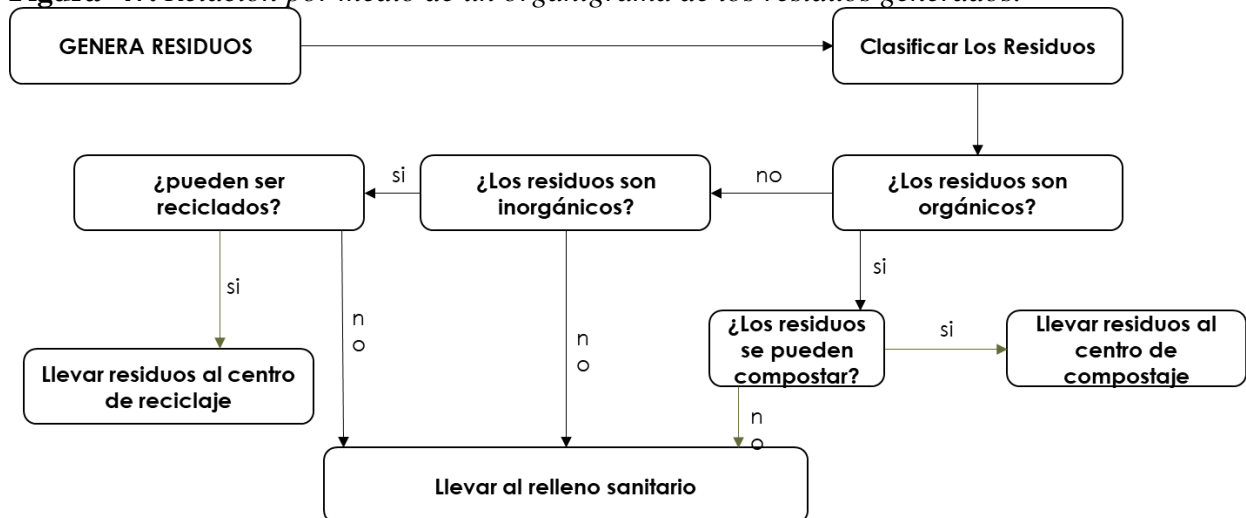 GENERA RESIDUOS
Clasificar Los Residuos
¿pueden ser
reciclados?
si
¿Los residuos son
inorgánicos?
no
¿Los residuos son
orgánicos?
si
si
n
o
n
o
¿Los residuos
se pueden
compostar?
si
Llevar residuos al
centro de
compostaje
Llevar residuos al centro
de reciclaje
n
o
Llevar al relleno sanitario